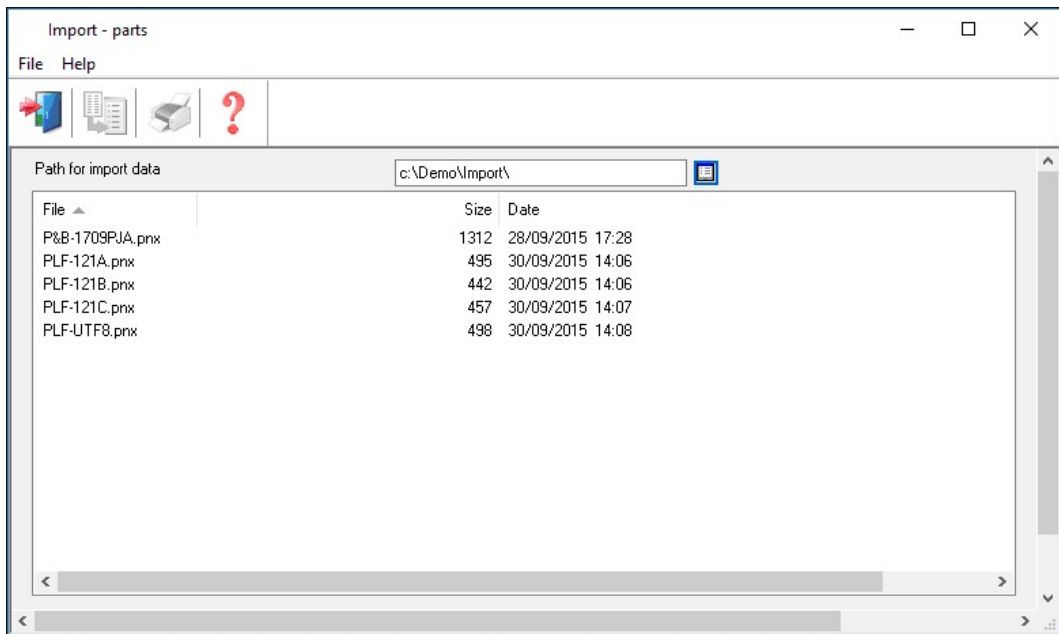 Import - parts
File Help
?
Path for import data c:\Demo\Import\
File Size Date
P&B-1709PJA.pnx 1312 28/09/2015 17:28
PLF-121A.pnx 495 30/09/2015 14:06
PLF-121B.pnx 442 30/09/2015 14:06
PLF-121C.pnx 457 30/09/2015 14:07
PLF-UTF8.pnx 498 30/09/2015 14:08